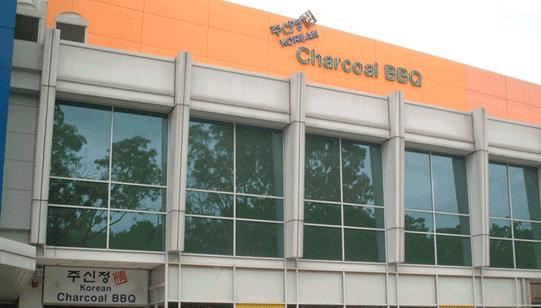 주신정
KOREAN
Charcoal BBQ
주신정
Korean
Charcoal BBQ